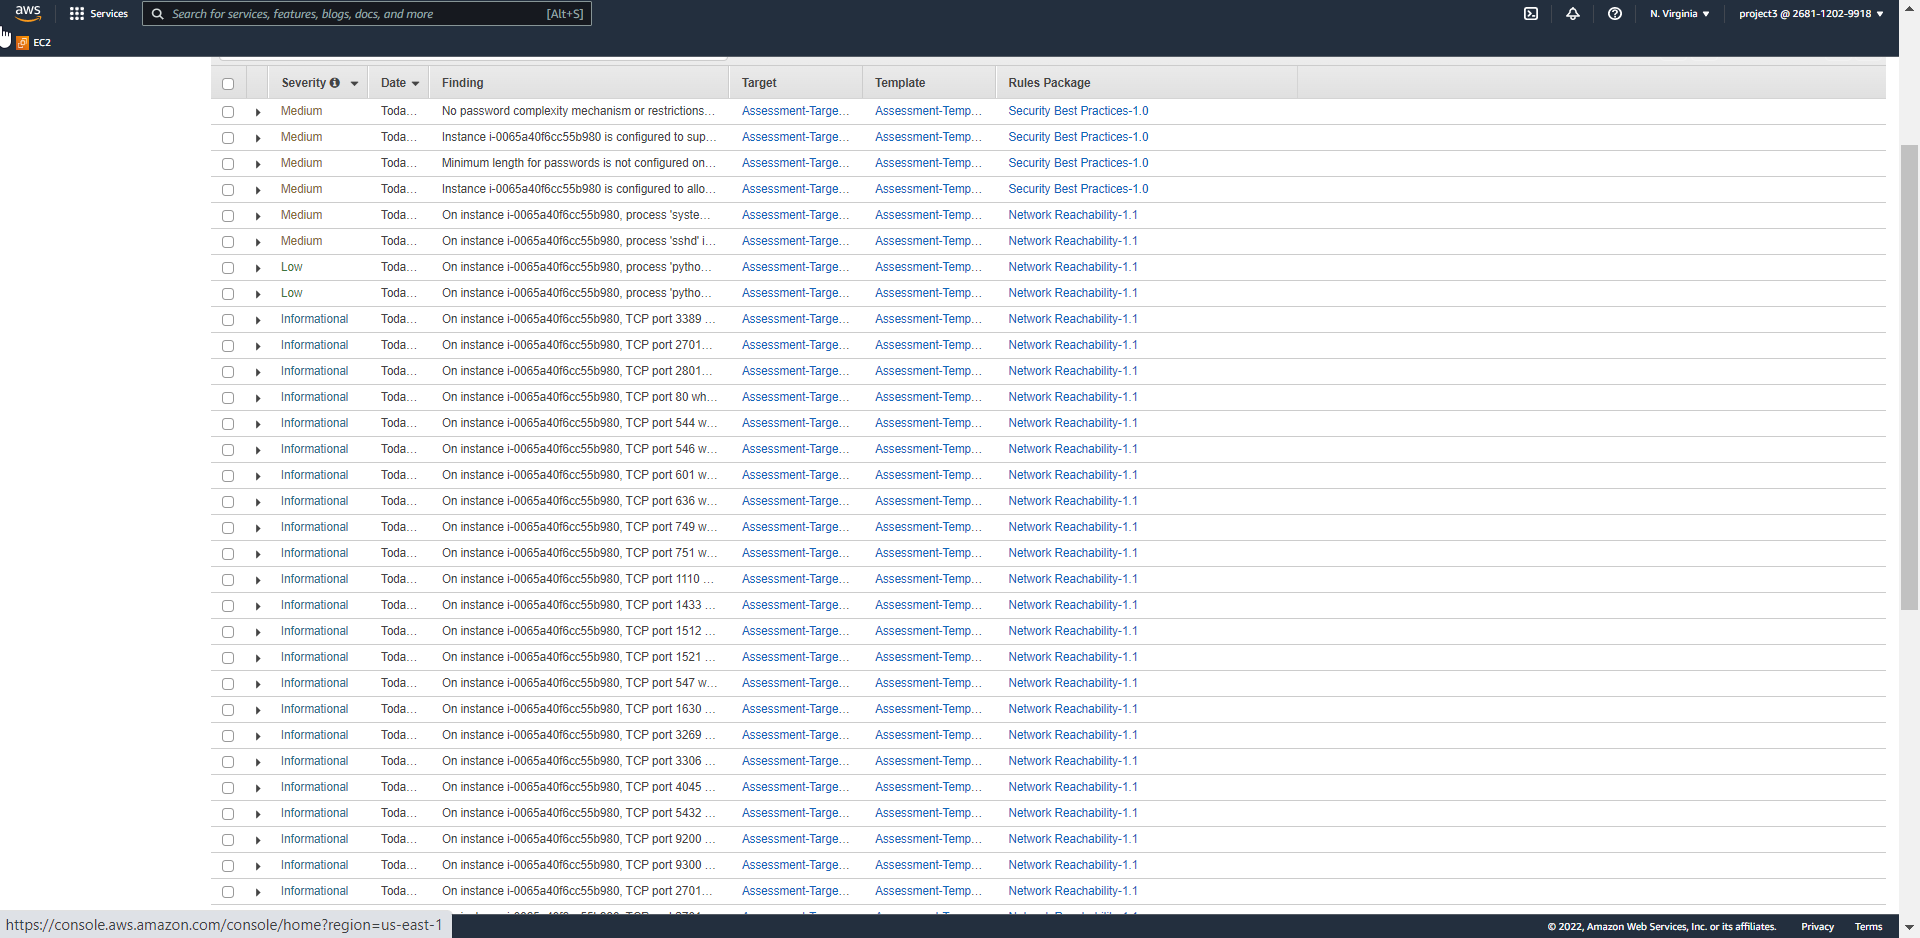 aws Services Search for services, features, blogs, docs, and more [Alt+S] N. Virginia ▼ project3 @ 2681-1202-9918 ▼
EC2
Severity Date Finding Target Template Rules Package
Medium Toda... No password complexity mechanism or restrictions... Assessment-Targe... Assessment-Temp... Security Best Practices-1.0
Medium Toda... Instance i-0065a40f6cc55b980 is configured to sup... Assessment-Targe... Assessment-Temp... Security Best Practices-1.0
Medium Toda... Minimum length for passwords is not configured on... Assessment-Targe... Assessment-Temp... Security Best Practices-1.0
Medium Toda... Instance i-0065a40f6cc55b980 is configured to allo... Assessment-Targe... Assessment-Temp... Security Best Practices-1.0
Medium Toda... On instance i-0065a40f6cc55b980, process 'syste... Assessment-Targe... Assessment-Temp... Network Reachability-1.1
Medium Toda... On instance i-0065a40f6cc55b980, process 'sshd' i... Assessment-Targe... Assessment-Temp... Network Reachability-1.1
Low Toda... On instance i-0065a40f6cc55b980, process 'pytho... Assessment-Targe... Assessment-Temp... Network Reachability-1.1
Low Toda... On instance i-0065a40f6cc55b980, process 'pytho... Assessment-Targe... Assessment-Temp... Network Reachability-1.1
Informational Toda... On instance i-0065a40f6cc55b980, TCP port 3389 ... Assessment-Targe... Assessment-Temp... Network Reachability-1.1
Informational Toda... On instance i-0065a40f6cc55b980, TCP port 2701... Assessment-Targe... Assessment-Temp... Network Reachability-1.1
Informational Toda... On instance i-0065a40f6cc55b980, TCP port 2801... Assessment-Targe... Assessment-Temp... Network Reachability-1.1
Informational Toda... On instance i-0065a40f6cc55b980, TCP port 80 wh... Assessment-Targe... Assessment-Temp... Network Reachability-1.1
Informational Toda... On instance i-0065a40f6cc55b980, TCP port 544 w... Assessment-Targe... Assessment-Temp... Network Reachability-1.1
Informational Toda... On instance i-0065a40f6cc55b980, TCP port 546 w... Assessment-Targe... Assessment-Temp... Network Reachability-1.1
Informational Toda... On instance i-0065a40f6cc55b980, TCP port 601 w... Assessment-Targe... Assessment-Temp... Network Reachability-1.1
Informational Toda... On instance i-0065a40f6cc55b980, TCP port 636 w... Assessment-Targe... Assessment-Temp... Network Reachability-1.1
Informational Toda... On instance i-0065a40f6cc55b980, TCP port 749 w... Assessment-Targe... Assessment-Temp... Network Reachability-1.1
Informational Toda... On instance i-0065a40f6cc55b980, TCP port 751 w... Assessment-Targe... Assessment-Temp... Network Reachability-1.1
Informational Toda... On instance i-0065a40f6cc55b980, TCP port 1110 ... Assessment-Targe... Assessment-Temp... Network Reachability-1.1
Informational Toda... On instance i-0065a40f6cc55b980, TCP port 1433 ... Assessment-Targe... Assessment-Temp... Network Reachability-1.1
Informational Toda... On instance i-0065a40f6cc55b980, TCP port 1512 ... Assessment-Targe... Assessment-Temp... Network Reachability-1.1
Informational Toda... On instance i-0065a40f6cc55b980, TCP port 1521 ... Assessment-Targe... Assessment-Temp... Network Reachability-1.1
Informational Toda... On instance i-0065a40f6cc55b980, TCP port 547 w... Assessment-Targe... Assessment-Temp... Network Reachability-1.1
Informational Toda... On instance i-0065a40f6cc55b980, TCP port 1630 ... Assessment-Targe... Assessment-Temp... Network Reachability-1.1
Informational Toda... On instance i-0065a40f6cc55b980, TCP port 3269 ... Assessment-Targe... Assessment-Temp... Network Reachability-1.1
Informational Toda... On instance i-0065a40f6cc55b980, TCP port 3306 ... Assessment-Targe... Assessment-Temp... Network Reachability-1.1
Informational Toda... On instance i-0065a40f6cc55b980, TCP port 4045 ... Assessment-Targe... Assessment-Temp... Network Reachability-1.1
Informational Toda... On instance i-0065a40f6cc55b980, TCP port 5432 ... Assessment-Targe... Assessment-Temp... Network Reachability-1.1
Informational Toda... On instance i-0065a40f6cc55b980, TCP port 9200 ... Assessment-Targe... Assessment-Temp... Network Reachability-1.1
Informational Toda... On instance i-0065a40f6cc55b980, TCP port 9300 ... Assessment-Targe... Assessment-Temp... Network Reachability-1.1
Informational Toda... On instance i-0065a40f6cc55b980, TCP port 2701... Assessment-Targe... Assessment-Temp... Network Reachability-1.1
https://console.aws.amazon.com/console/home?region=us-east-1 © 2022, Amazon Web Services, Inc. or its affiliates. Privacy Terms